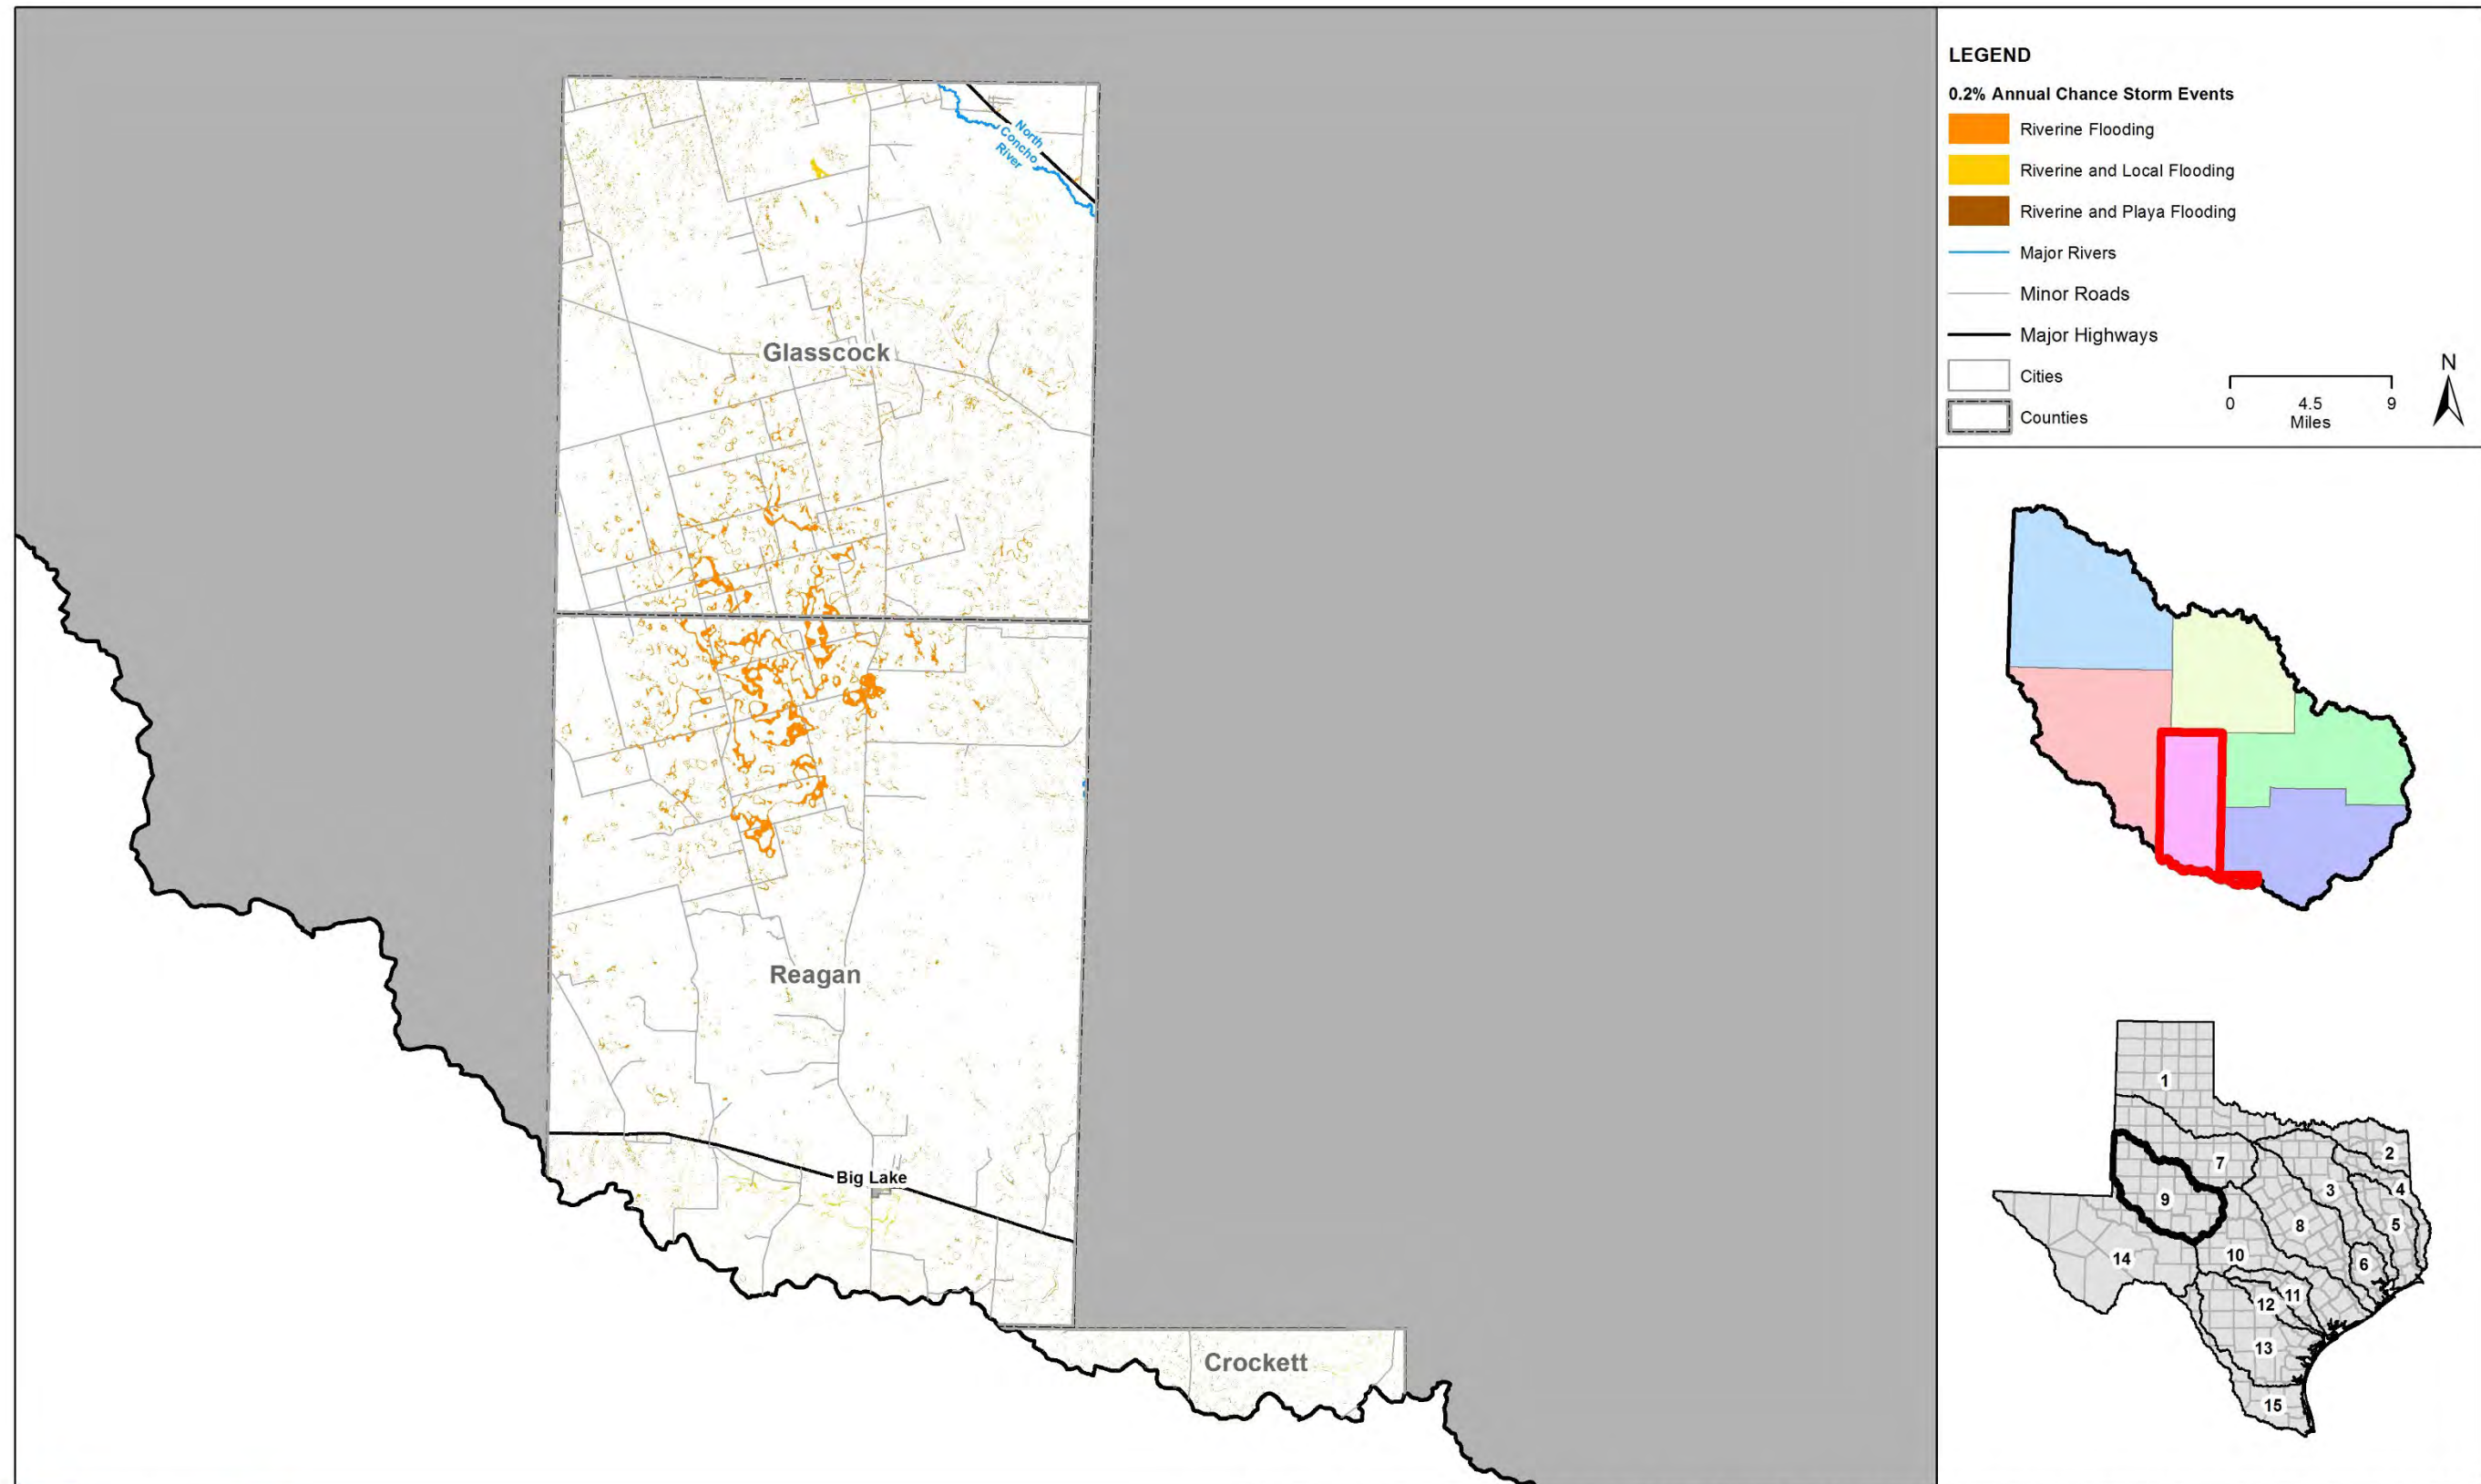 North
Concho
River
Glasscock
Reagan
Big Lake
Crockett
LEGEND
0.2% Annual Chance Storm Events
Riverine Flooding
Riverine and Local Flooding
Riverine and Playa Flooding
Major Rivers
Minor Roads
Major Highways
Cities
Counties
0 4.5 9
Miles
N
1
2
7
3
4
9
5
8
10
14
6
11
12
13
15